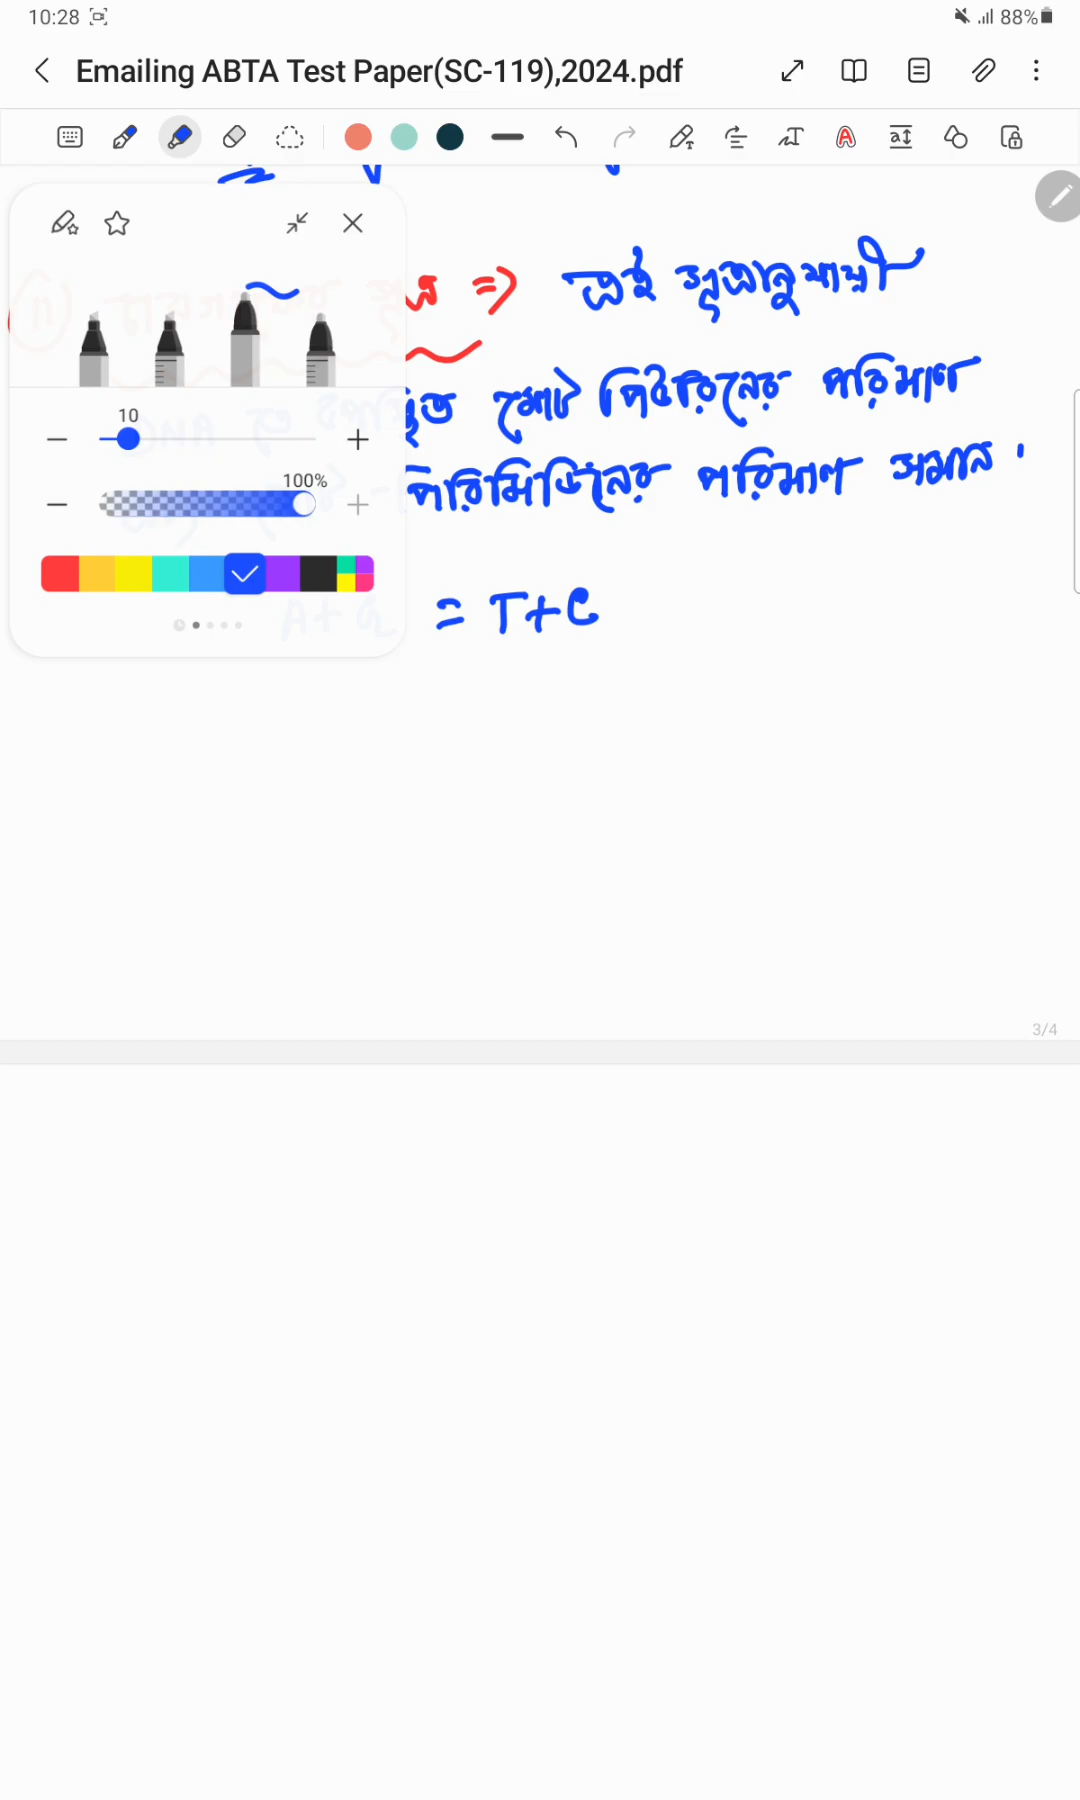 10:28 88%
Emailing ABTA Test Paper(SC-119),2024.pdf
=> এই সূত্রানুযায়ী
মোট পিউরিনের পরিমাণ
10
DNA তে
পিরিমিডিনের পরিমাণ সমান।
100%
A+G = T+C
3/4